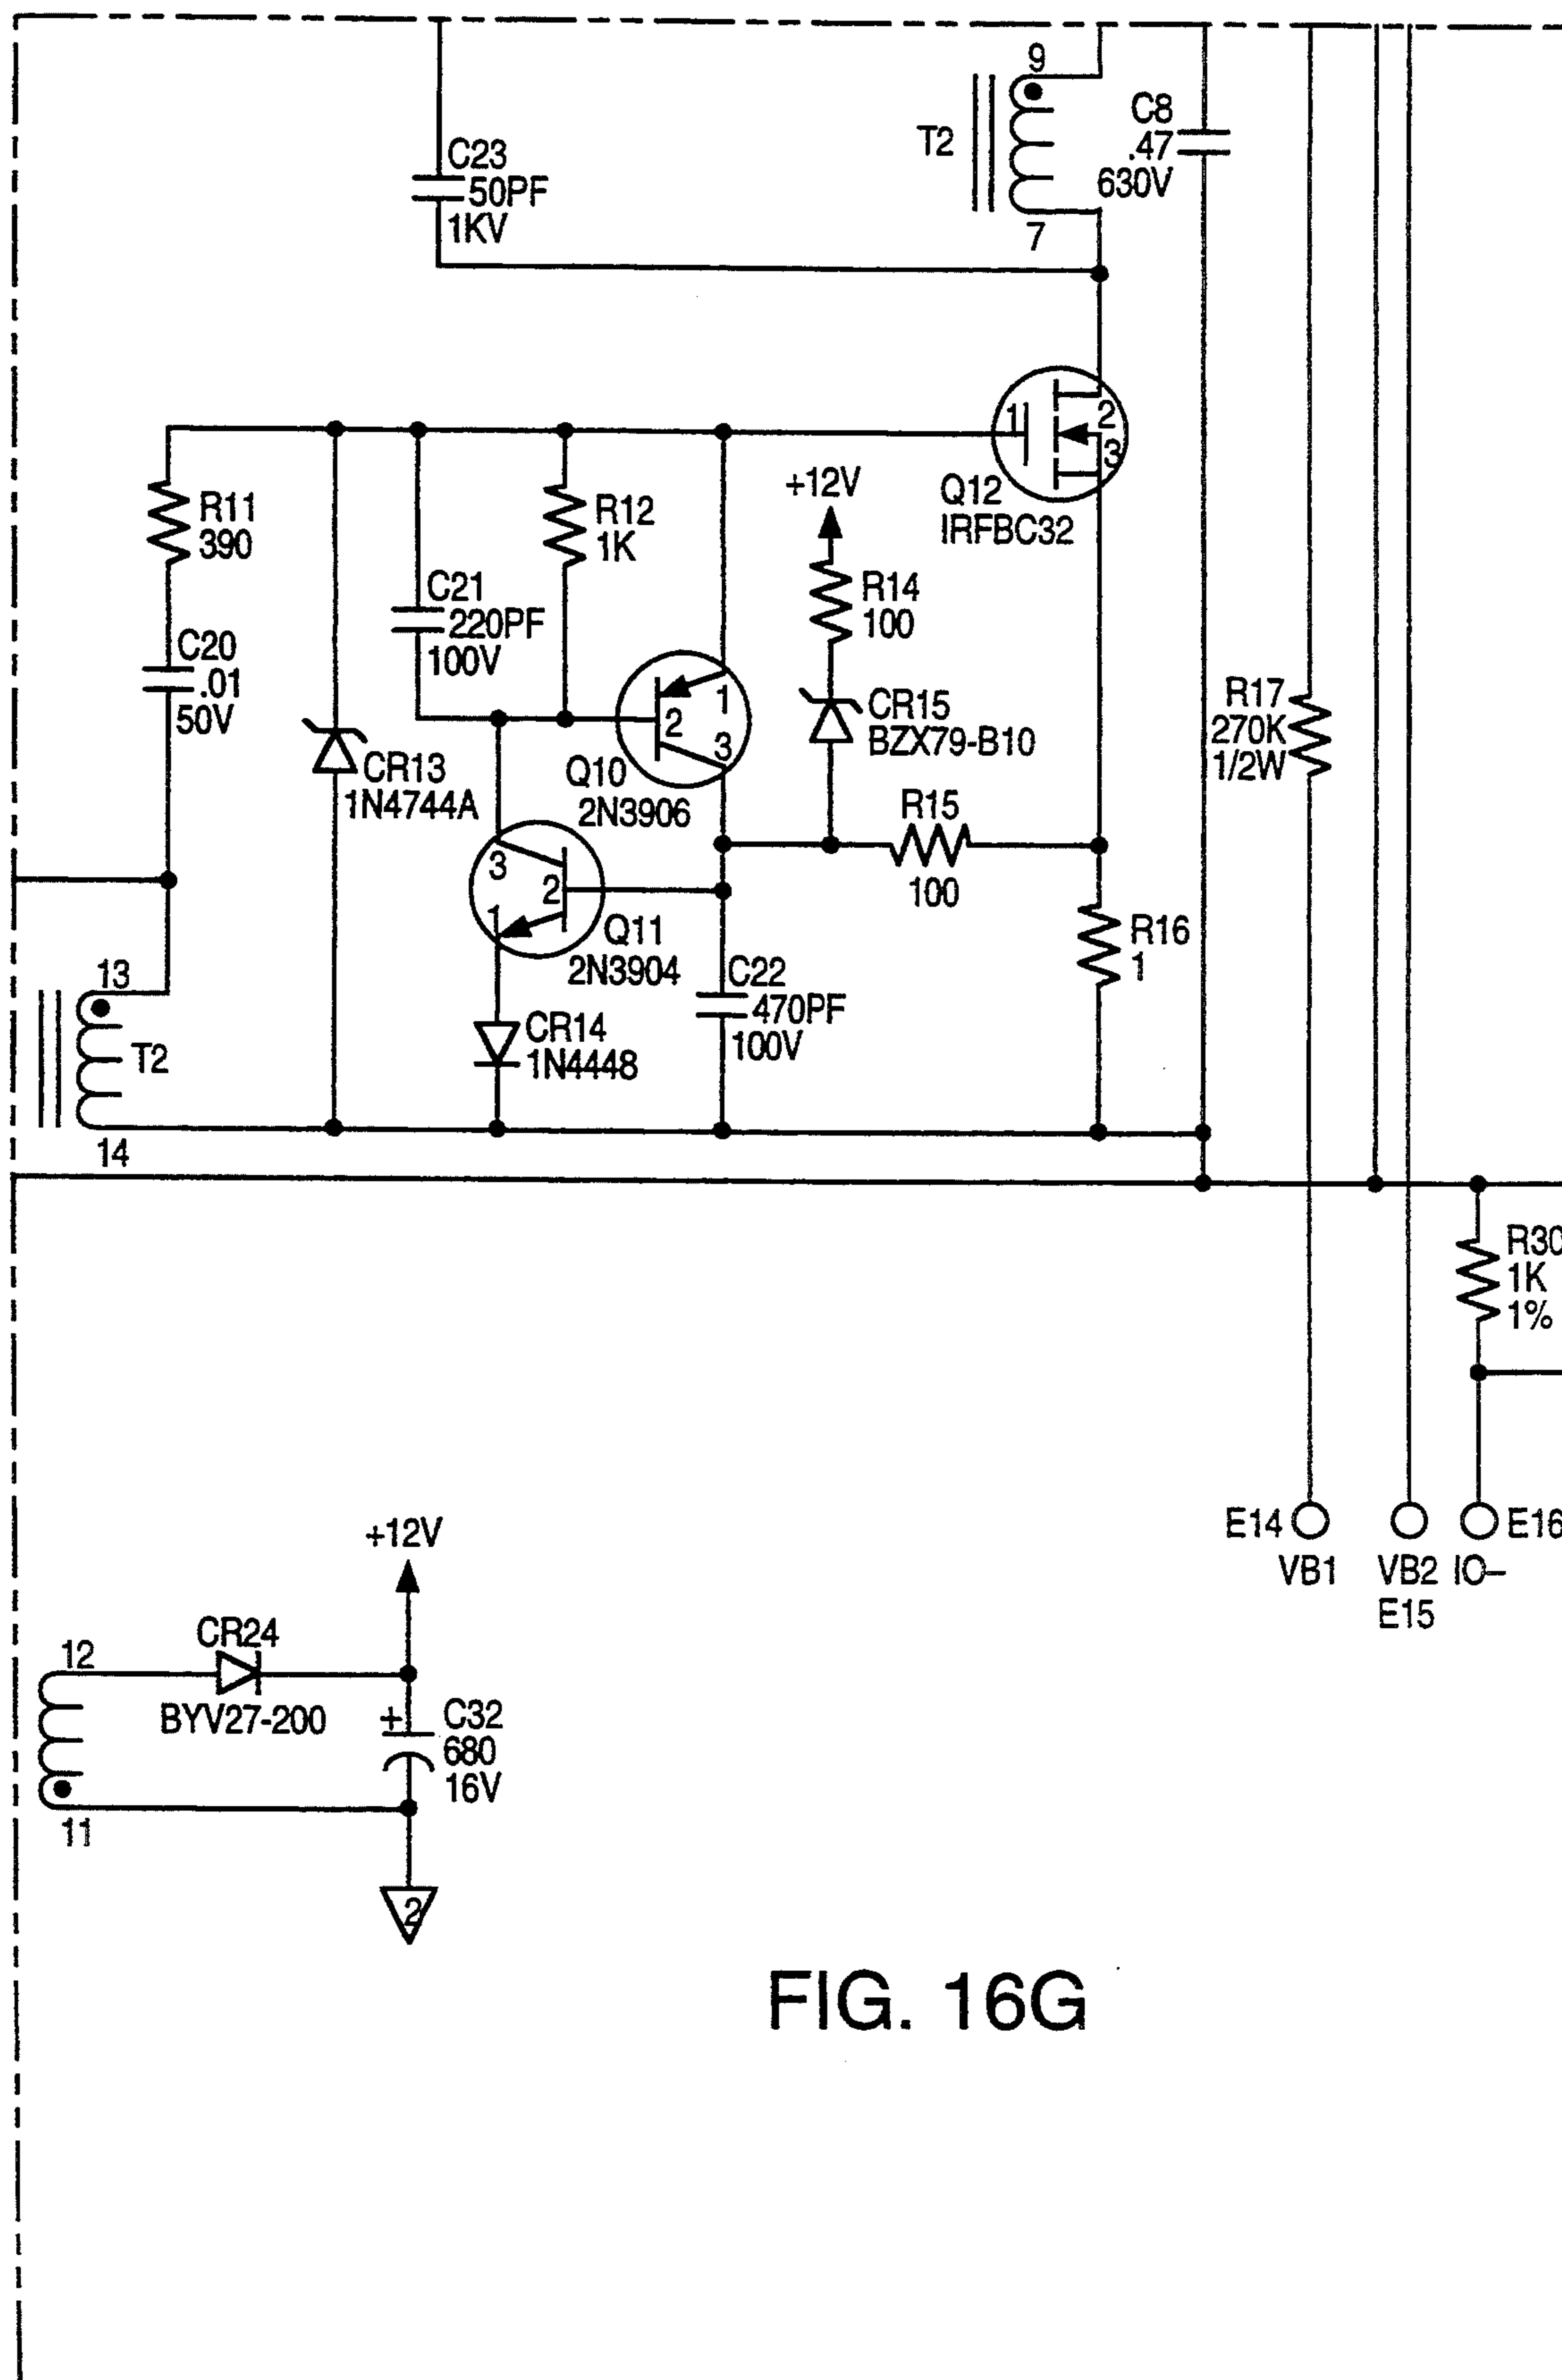 9
T2
7
C8
.47
630V
C23
50PF
1KV
1
2
3
Q12
IRFBC32
+12V
R11
390
R12
1K
R14
100
C21
220PF
100V
C20
.01
50V
1
2
3
Q10
2N3906
CR15
BZX79-B10
R17
270K
1/2W
CR13
1N4744A
R15
100
3
2
1
Q11
2N3904
R16
1
C22
470PF
100V
13
T2
14
CR14
1N4448
R30
1K
1%
E14
VB1
VB2
E15
E16
IO–
+12V
12
CR24
BYV27-200
+
C32
680
16V
11
2
FIG. 16G